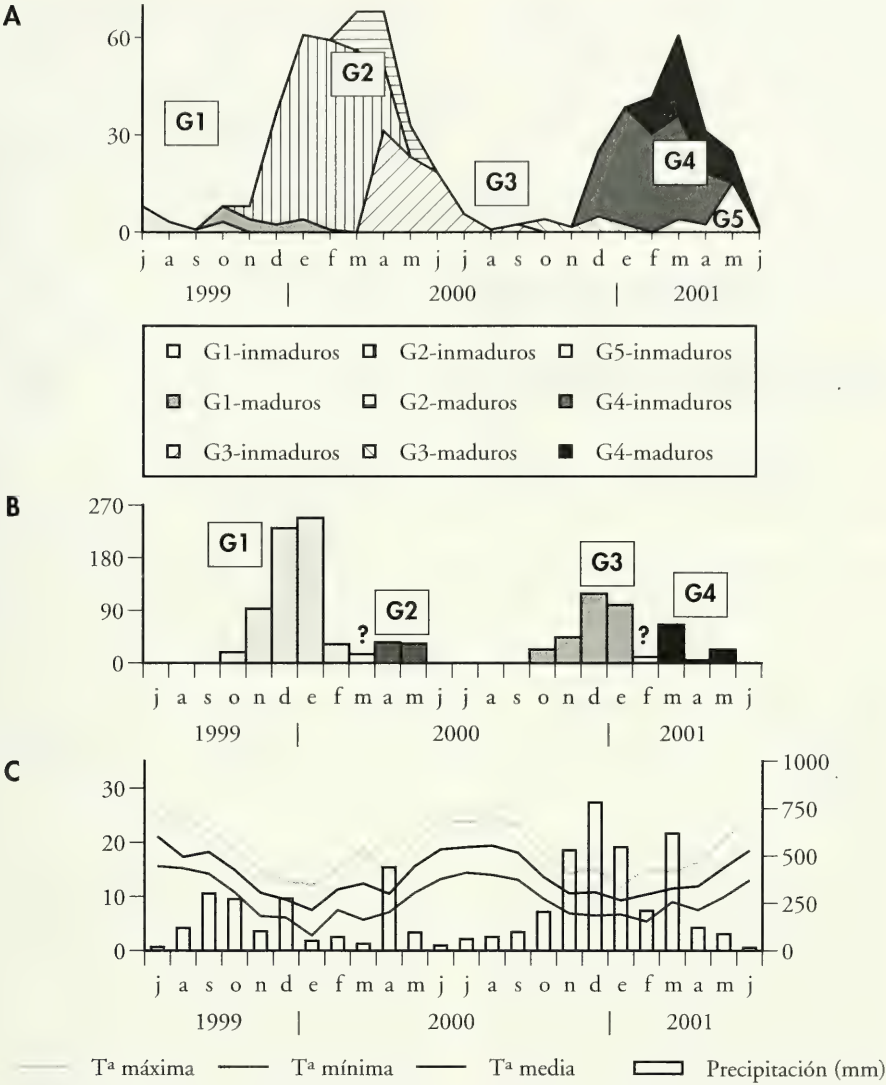 A
60
30
0
G1
G2
G3
G4
G5
j a s o n d e f m a m j j a s o n d e f m a m j
1999 | 2000 | 2001
G1-inmaduros G2-inmaduros G5-inmaduros
G1-maduros G2-maduros G4-inmaduros
G3-inmaduros G3-maduros G4-maduros
B
270
180
90
0
G1
?
G2
G3
?
G4
j a s o n d e f m a m j j a s o n d e f m a m j
1999 | 2000 | 2001
C
30
20
10
0
1000
750
500
250
0
j a s o n d e f m a m j j a s o n d e f m a m j
1999 | 2000 | 2001
Tª máxima Tª mínima Tª media Precipitación (mm)